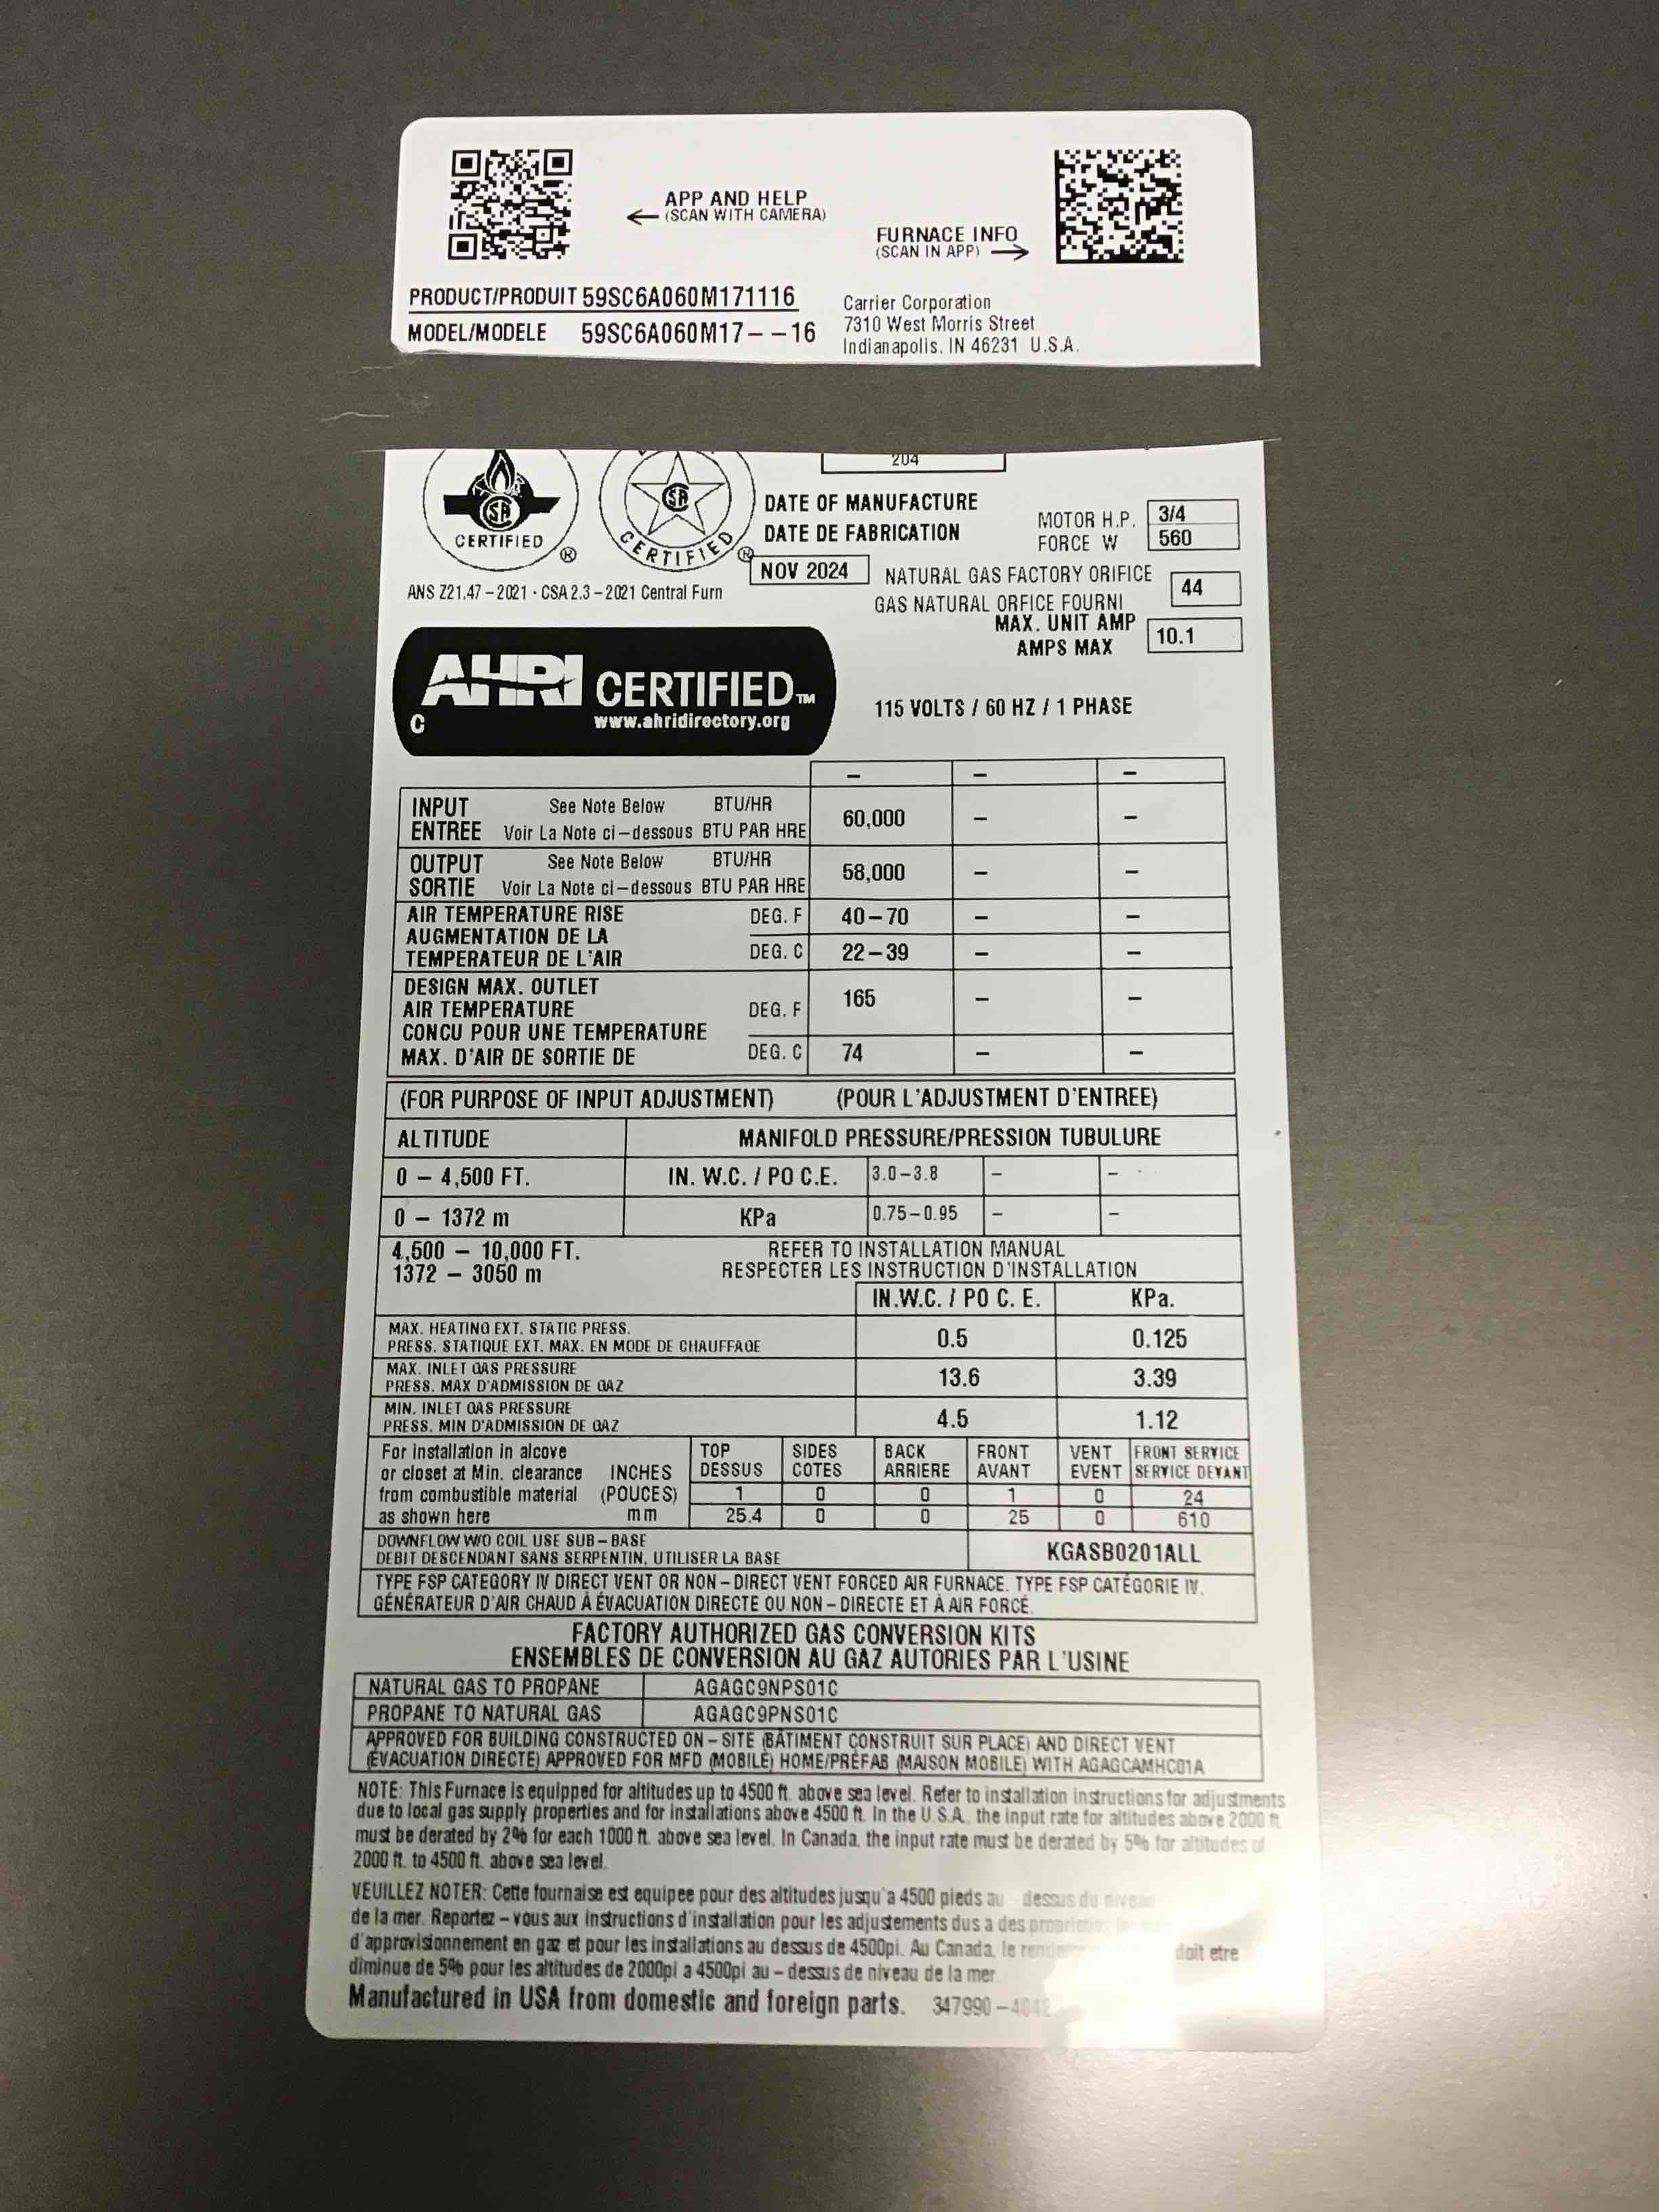 APP AND HELP
(SCAN WITH CAMERA)
FURNACE INFO
(SCAN IN APP)
PRODUCT/PRODUIT 59SC6A060M171116
MODEL/MODELE 59SC6A060M17--16
Carrier Corporation
7310 West Morris Street
Indianapolis, IN 46231 U.S.A.
204
SA
CERTIFIED
®
SA
CERTIFIED
®
DATE OF MANUFACTURE
DATE DE FABRICATION
NOV 2024
MOTOR H.P. 3/4
FORCE W 560
NATURAL GAS FACTORY ORIFICE
GAS NATURAL ORFICE FOURNI
44
MAX. UNIT AMP
AMPS MAX
10.1
ANS Z21.47-2021 · CSA 2.3-2021 Central Furn
AHRI CERTIFIED™
C
www.ahridirectory.org
115 VOLTS / 60 HZ / 1 PHASE
- - -
INPUT See Note Below BTU/HR
ENTREE Voir La Note ci-dessous BTU PAR HRE
60,000 - -
OUTPUT See Note Below BTU/HR
SORTIE Voir La Note ci-dessous BTU PAR HRE
58,000 - -
AIR TEMPERATURE RISE DEG. F 40-70 - -
AUGMENTATION DE LA
TEMPERATEUR DE L'AIR DEG. C 22-39 - -
DESIGN MAX. OUTLET
AIR TEMPERATURE DEG. F 165 - -
CONCU POUR UNE TEMPERATURE
MAX. D'AIR DE SORTIE DE DEG. C 74 - -
(FOR PURPOSE OF INPUT ADJUSTMENT) (POUR L'ADJUSTMENT D'ENTREE)
ALTITUDE MANIFOLD PRESSURE/PRESSION TUBULURE
0 - 4,500 FT. IN. W.C. / PO C.E. 3.0-3.8 - -
0 - 1372 m KPa 0.75-0.95 - -
4,500 - 10,000 FT. REFER TO INSTALLATION MANUAL
1372 - 3050 m RESPECTER LES INSTRUCTION D'INSTALLATION
IN.W.C. / PO C. E. KPa.
MAX. HEATING EXT. STATIC PRESS.
PRESS. STATIQUE EXT. MAX. EN MODE DE CHAUFFAGE
0.5 0.125
MAX. INLET GAS PRESSURE
PRESS. MAX D'ADMISSION DE GAZ
13.6 3.39
MIN. INLET GAS PRESSURE
PRESS. MIN D'ADMISSION DE GAZ
4.5 1.12
For installation in alcove TOP SIDES BACK FRONT VENT FRONT SERVICE
or closet at Min. clearance INCHES DESSUS COTES ARRIERE AVANT EVENT SERVICE DEVANT
from combustible material (POUCES) 1 0 0 1 0 24
as shown here mm 25.4 0 0 25 0 610
DOWNFLOW W/O COIL USE SUB-BASE
DEBIT DESCENDANT SANS SERPENTIN, UTILISER LA BASE
KGASB0201ALL
TYPE FSP CATEGORY IV DIRECT VENT OR NON-DIRECT VENT FORCED AIR FURNACE. TYPE FSP CATÉGORIE IV.
GÉNÉRATEUR D'AIR CHAUD À ÉVACUATION DIRECTE OU NON-DIRECTE ET À AIR FORCÉ.
FACTORY AUTHORIZED GAS CONVERSION KITS
ENSEMBLES DE CONVERSION AU GAZ AUTORIES PAR L'USINE
NATURAL GAS TO PROPANE AGAGC9NPS01C
PROPANE TO NATURAL GAS AGAGC9PNS01C
APPROVED FOR BUILDING CONSTRUCTED ON-SITE (BÂTIMENT CONSTRUIT SUR PLACE) AND DIRECT VENT
(ÉVACUATION DIRECTE) APPROVED FOR MFD (MOBILE) HOME/PRÉFAB (MAISON MOBILE) WITH AGAGCAMHC01A
NOTE: This Furnace is equipped for altitudes up to 4500 ft. above sea level. Refer to installation instructions for adjustments
due to local gas supply properties and for installations above 4500 ft. In the U.S.A. the input rate for altitudes above 2000 ft
must be derated by 2% for each 1000 ft. above sea level. In Canada, the input rate must be derated by 5% for altitudes of
2000 ft. to 4500 ft. above sea level.
VEUILLEZ NOTER: Cette fournaise est equipee pour des altitudes jusqu'a 4500 pieds au - dessus du niveau
de la mer. Reportez-vous aux instructions d'installation pour les adjustements dus a des
d'approvisionnement en gaz et pour les installations au dessus de 4500pi. Au Canada, le doit etre
diminue de 5% pour les altitudes de 2000pi a 4500pi au-dessus de niveau de la mer.
Manufactured in USA from domestic and foreign parts. 347990